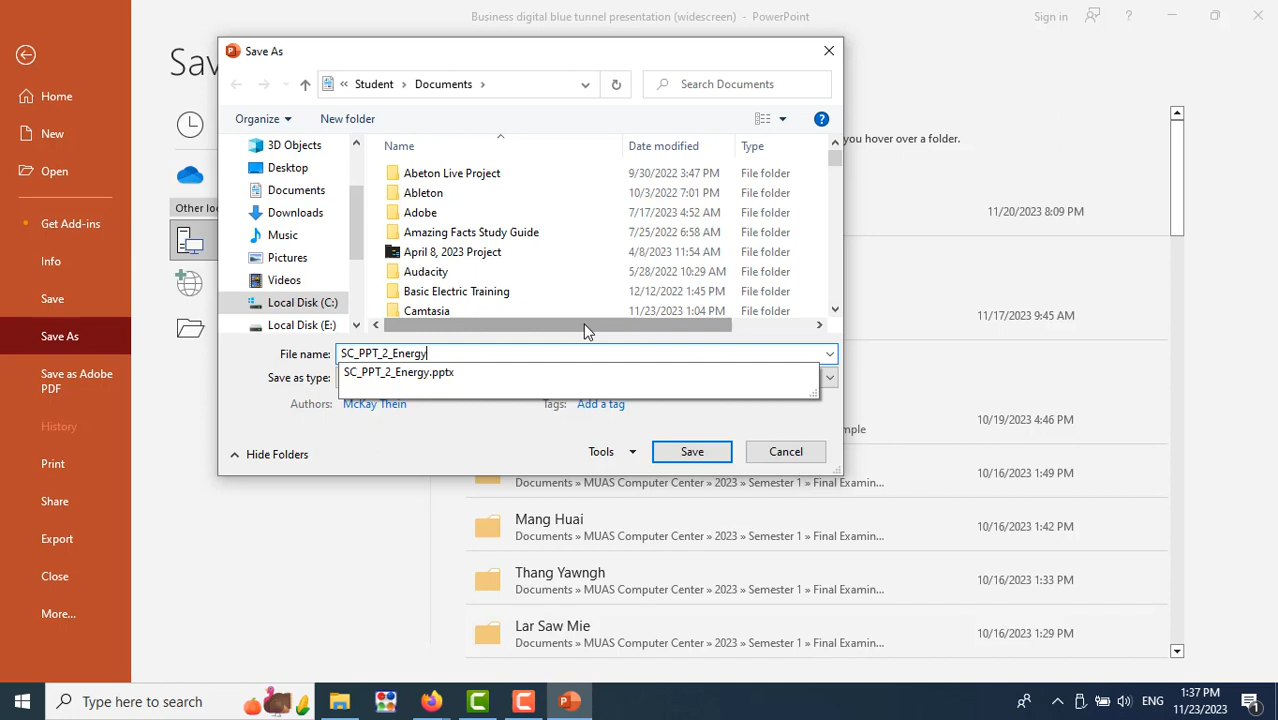 Business digital blue tunnel presentation (widescreen) - PowerPoint
Sign in
?
Home
New
Open
Get Add-ins
Info
Save
Save As
Save as Adobe
PDF
History
Print
Share
Export
Close
More...
Sav
Other loc
Save As
« Student > Documents >
Search Documents
Organize
New folder
?
3D Objects
Desktop
Documents
Downloads
Music
Pictures
Videos
Local Disk (C:)
Local Disk (E:)
Name Date modified Type
Abeton Live Project 9/30/2022 3:47 PM File folder
Ableton 10/3/2022 7:01 PM File folder
Adobe 7/17/2023 4:52 AM File folder
Amazing Facts Study Guide 7/25/2022 6:58 AM File folder
April 8, 2023 Project 4/8/2023 11:54 AM File folder
Audacity 5/28/2022 10:29 AM File folder
Basic Electric Training 12/12/2022 1:45 PM File folder
Camtasia 11/23/2023 1:04 PM File folder
File name: SC_PPT_2_Energy
SC_PPT_2_Energy.pptx
Save as type:
Authors: McKay Thein Tags: Add a tag
Hide Folders
Tools
Save
Cancel
you hover over a folder.
11/20/2023 8:09 PM
11/17/2023 9:45 AM
10/19/2023 4:46 PM
mple
10/16/2023 1:49 PM
Documents » MUAS Computer Center » 2023 » Semester 1 » Final Examin...
Mang Huai
Documents » MUAS Computer Center » 2023 » Semester 1 » Final Examin...
10/16/2023 1:42 PM
Thang Yawngh
Documents » MUAS Computer Center » 2023 » Semester 1 » Final Examin...
10/16/2023 1:33 PM
Lar Saw Mie
Documents » MUAS Computer Center » 2023 » Semester 1 » Final Examin...
10/16/2023 1:29 PM
Type here to search
ENG
1:37 PM
11/23/2023
1